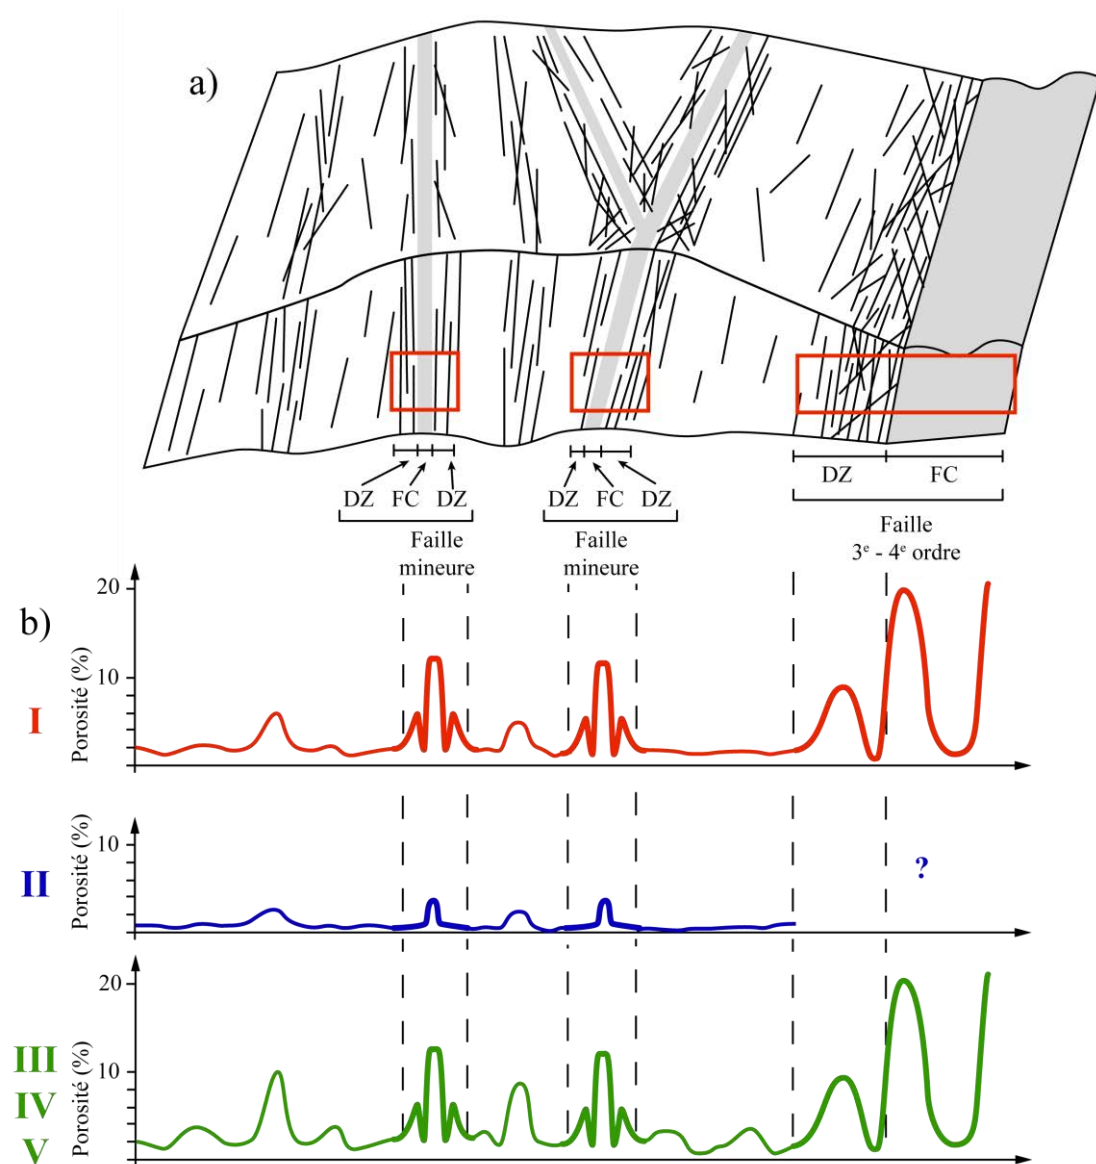 a)
DZ FC DZ
Faille
mineure
DZ FC DZ
Faille
mineure
DZ FC
Faille
3e - 4e ordre
b)
I
Porosité (%)
20
10
II
Porosité (%)
10
?
III
IV
V
Porosité (%)
20
10